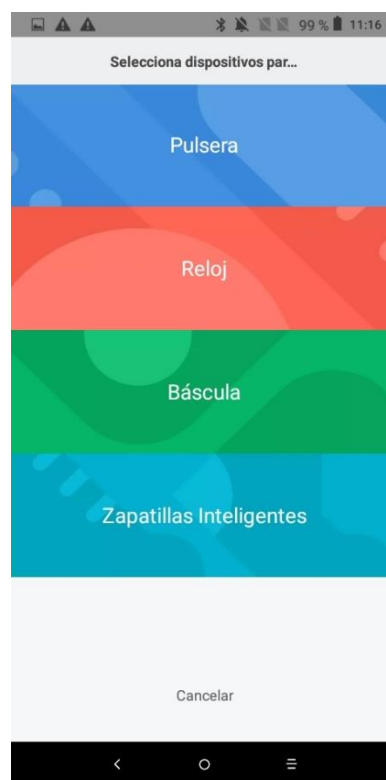 99 % 11:16
Selecciona dispositivos par...
Pulsera
Reloj
Báscula
Zapatillas Inteligentes
Cancelar